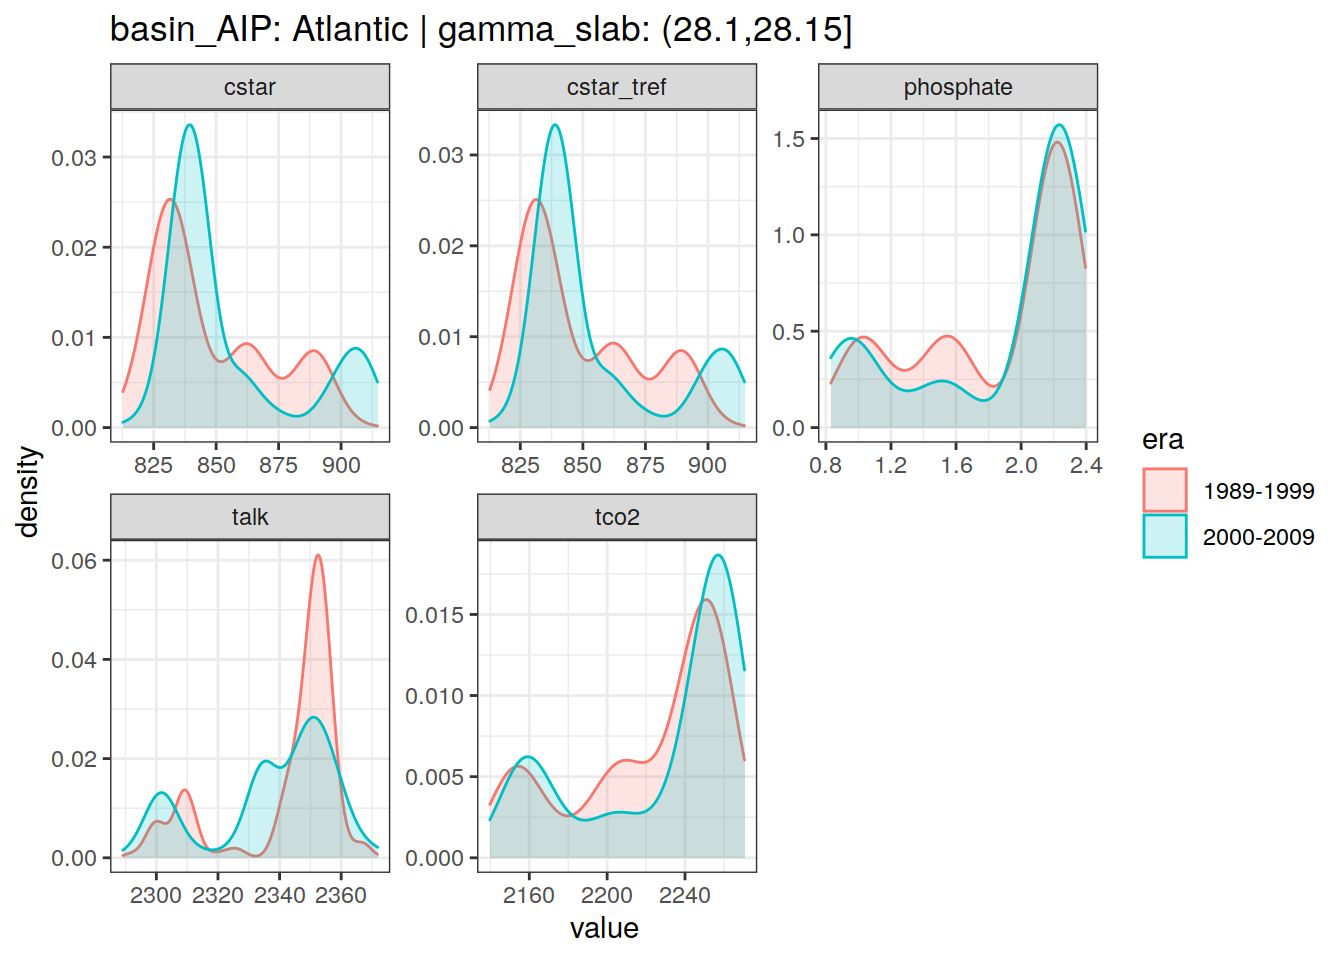 basin_AIP: Atlantic | gamma_slab: (28.1,28.15]
cstar
cstar_tref
phosphate
0.03
0.02
0.01
0.00
825 850 875 900
0.03
0.02
0.01
0.00
825 850 875 900
1.5
1.0
0.5
0.0
0.8 1.2 1.6 2.0 2.4
density
talk
tco2
0.06
0.04
0.02
0.00
2300 2320 2340 2360
0.015
0.010
0.005
0.000
2160 2200 2240
value
era
1989-1999
2000-2009